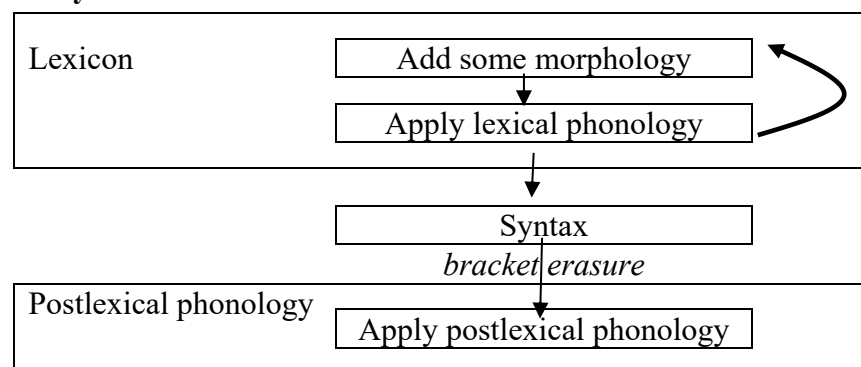 Add some morphology
Lexicon
Apply lexical phonology
Syntax
bracket erasure
Postlexical phonology
Apply postlexical phonology